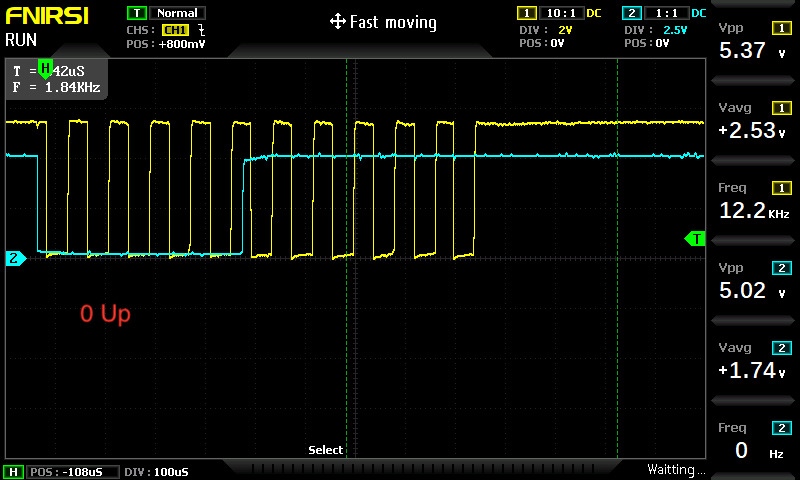 FNIRSI
RUN
T Normal
CHS: CH1
POS: +800mV
Fast moving
1 10:1 DC
DIV: 2V
POS: 0V
2 1:1 DC
DIV: 2.5V
POS: 0V
H
T = 42uS
F = 1.84KHz
2
T
0 Up
Select
H POS: -108uS DIV: 100uS
Waitting...
Vpp 1
5.37 V
Vavg 1
+2.53 V
Freq 1
12.2 KHz
Vpp 2
5.02 V
Vavg 2
+1.74 V
Freq 2
0 Hz